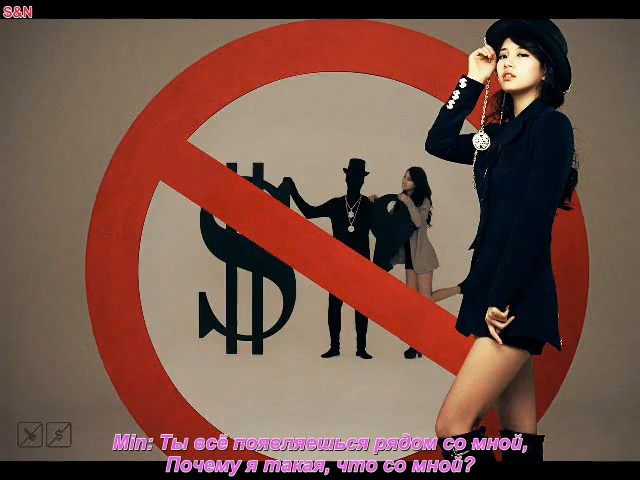 S&N
Min: Ты всё появляешься рядом со мной,
Почему я такая, что со мной?